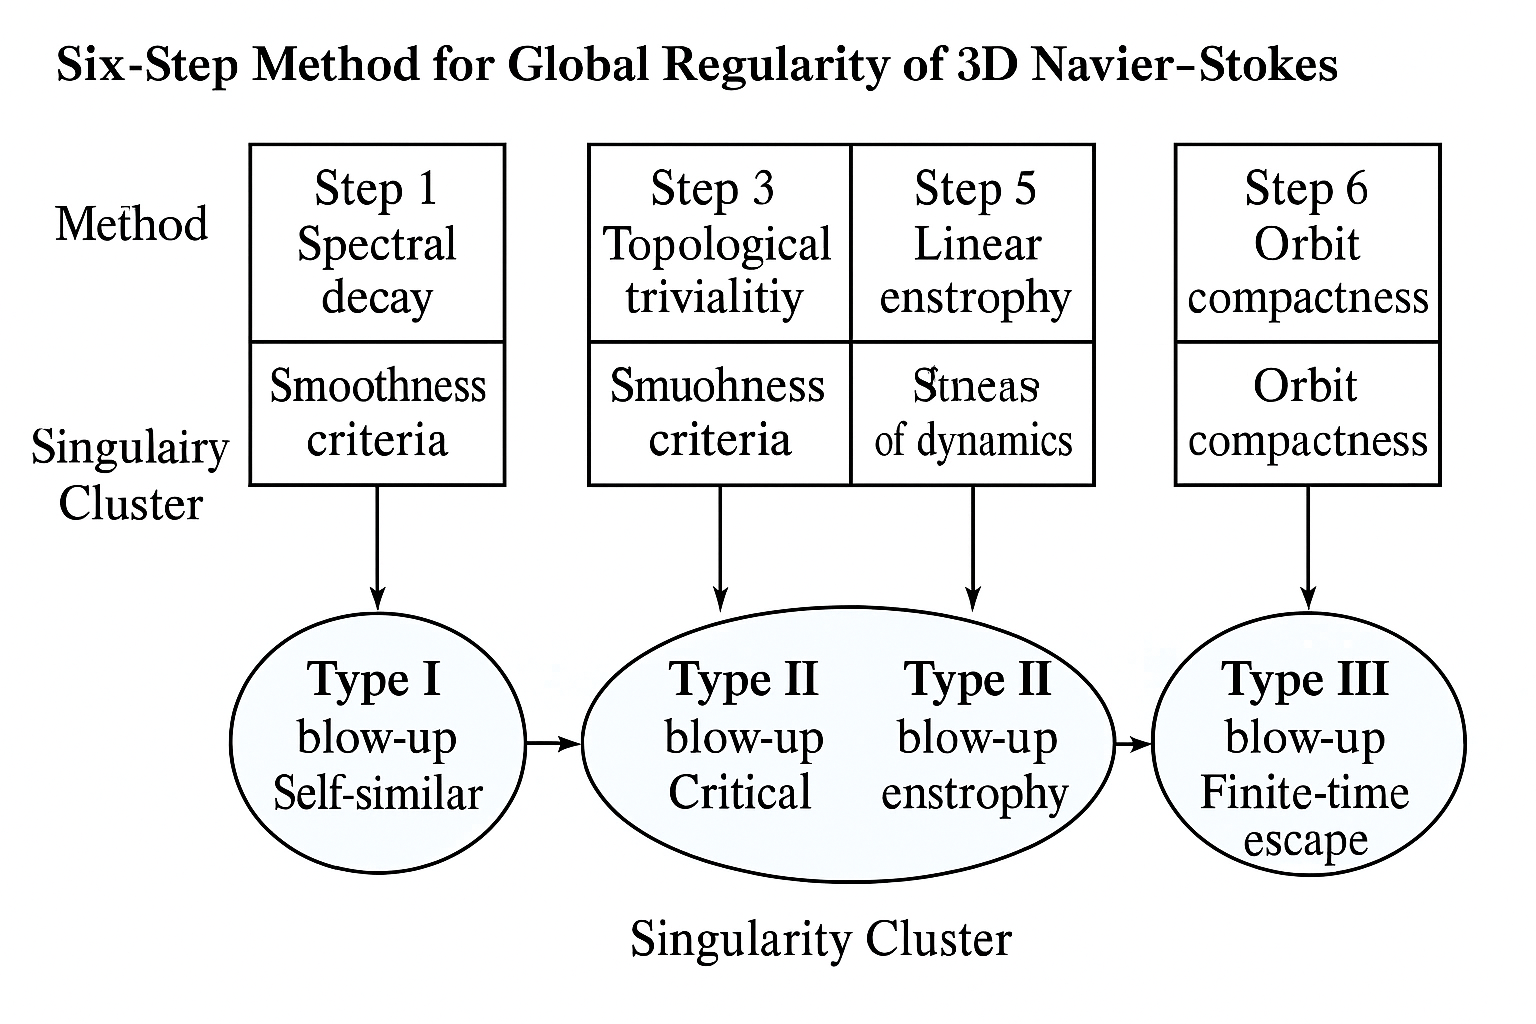 Six-Step Method for Global Regularity of 3D Navier–Stokes
Method
Step 1
Spectral
decay
Step 3
Topological
trivialitiy
Step 5
Linear
enstrophy
Step 6
Orbit
compactness
Singulairy
Cluster
Smoothness
criteria
Smuohness
criteria
Stneas
of dynamics
Orbit
compactness
Type I
blow-up
Self-similar
Type II
blow-up
Critical
Type II
blow-up
enstrophy
Type III
blow-up
Finite-time
escape
Singularity Cluster